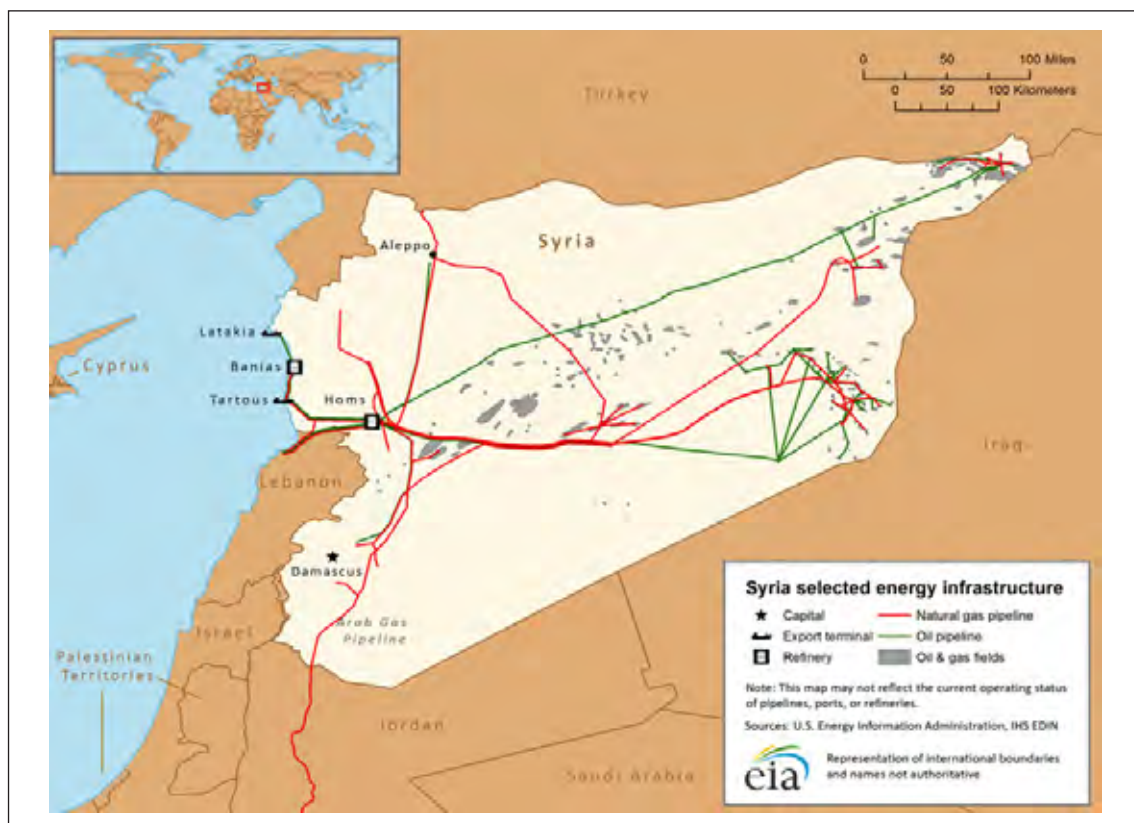 0 50 100 Miles
0 50 100 Kilometers
Turkey
Aleppo
Syria
Latakia
Cyprus
Banias
Tartous
Homs
Iraq
Lebanon
Damascus
Arab Gas
Pipeline
Israel
Palestinian
Territories
Jordan
Saudi Arabia
Syria selected energy infrastructure
Capital
Natural gas pipeline
Export terminal
Oil pipeline
Refinery
Oil & gas fields
Note: This map may not reflect the current operating status
of pipelines, ports, or refineries.
Sources: U.S. Energy Information Administration, IHS EDIN
eia
Representation of international boundaries
and names not authoritative